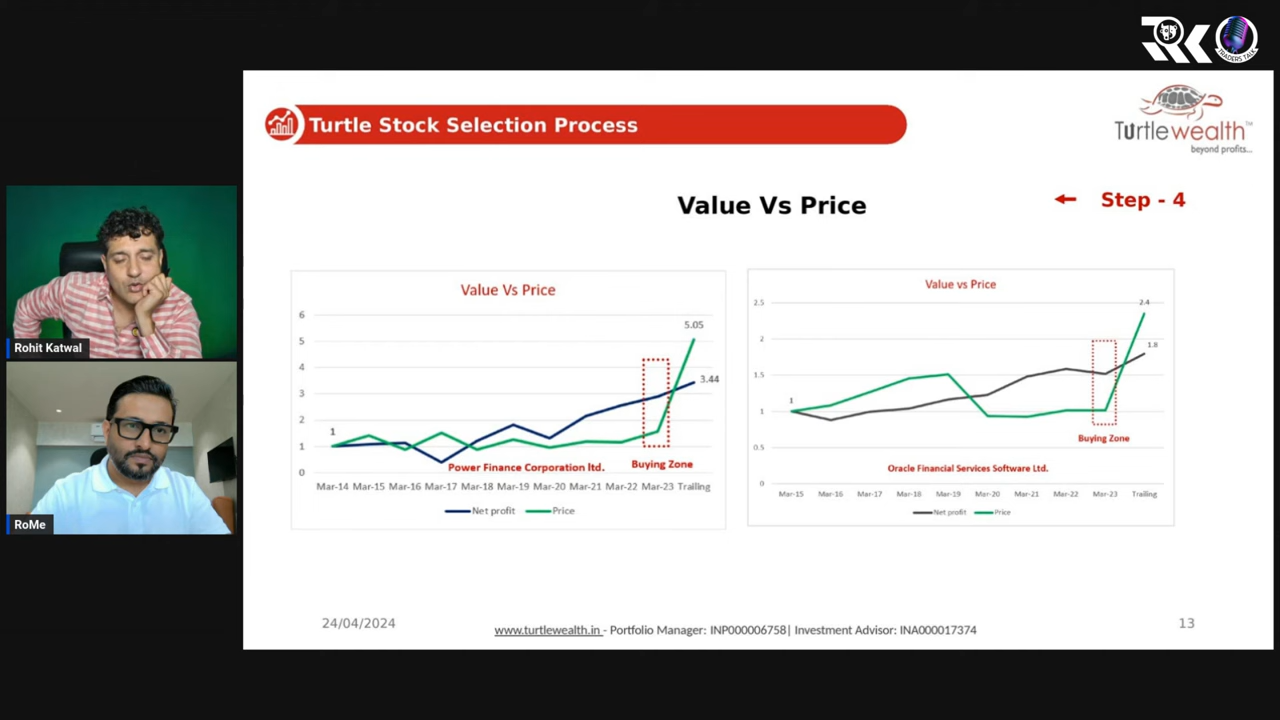 RK
TRADERS TALK
Turtle Stock Selection Process
Turtlewealth™
beyond profits...
Value Vs Price
Step - 4
Value Vs Price
6
5
4
3
2
1
0
1
5.05
3.44
Power Finance Corporation ltd.
Buying Zone
Mar-14 Mar-15 Mar-16 Mar-17 Mar-18 Mar-19 Mar-20 Mar-21 Mar-22 Mar-23 Trailing
Net profit Price
Value vs Price
2.5
2
1.5
1
0.5
0
1
2.4
1.8
Buying Zone
Oracle Financial Services Software Ltd.
Mar-15 Mar-16 Mar-17 Mar-18 Mar-19 Mar-20 Mar-21 Mar-22 Mar-23 Trailing
Net profit Price
Rohit Katwal
RoMe
24/04/2024
www.turtlewealth.in - Portfolio Manager: INP000006758| Investment Advisor: INA000017374
13